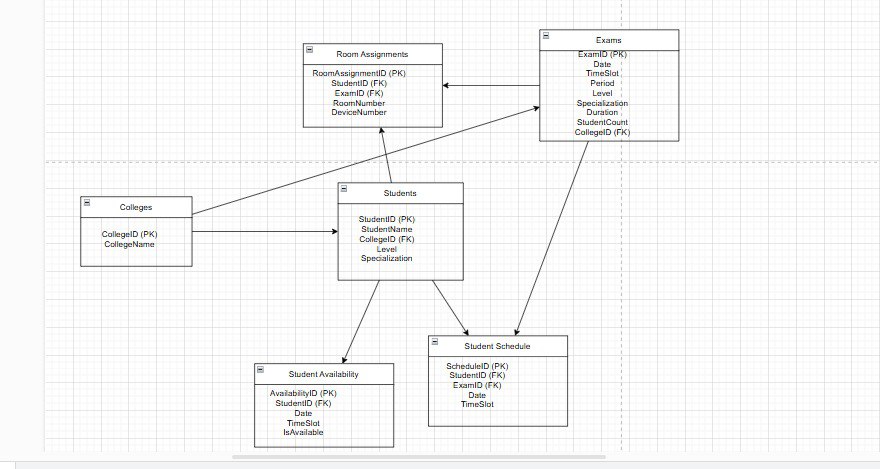 Room Assignments
RoomAssignmentID (PK)
StudentID (FK)
ExamID (FK)
RoomNumber
DeviceNumber
Exams
ExamID (PK)
Date
TimeSlot
Period
Level
Specialization
Duration
StudentCount
CollegeID (FK)
Colleges
CollegeID (PK)
CollegeName
Students
StudentID (PK)
StudentName
CollegeID (FK)
Level
Specialization
Student Availability
AvailabilityID (PK)
StudentID (FK)
Date
TimeSlot
IsAvailable
Student Schedule
ScheduleID (PK)
StudentID (FK)
ExamID (FK)
Date
TimeSlot